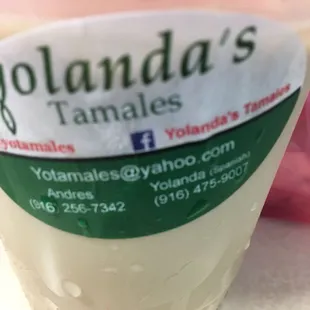 yolanda's
Tamales
yotamales
f Yolanda's Tamales
Yotamales@yahoo.com
Andres
(916) 256-7342
Yolanda (Spanish)
(916) 475-9007